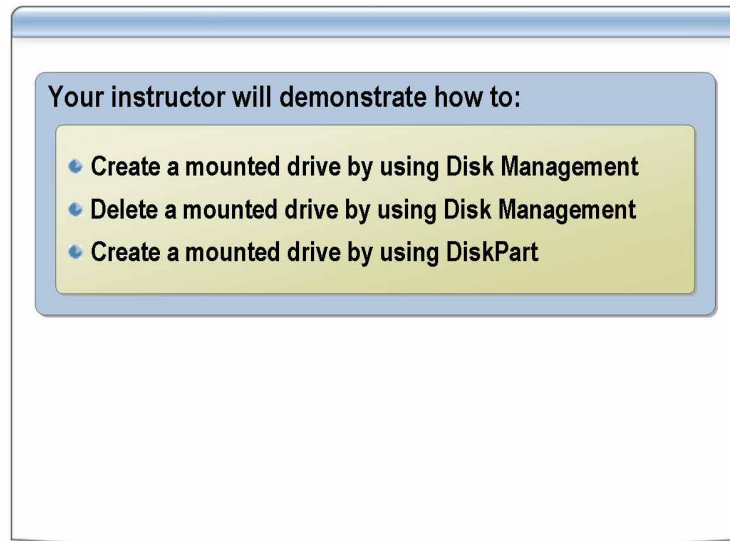 Your instructor will demonstrate how to:
Create a mounted drive by using Disk Management
Delete a mounted drive by using Disk Management
Create a mounted drive by using DiskPart